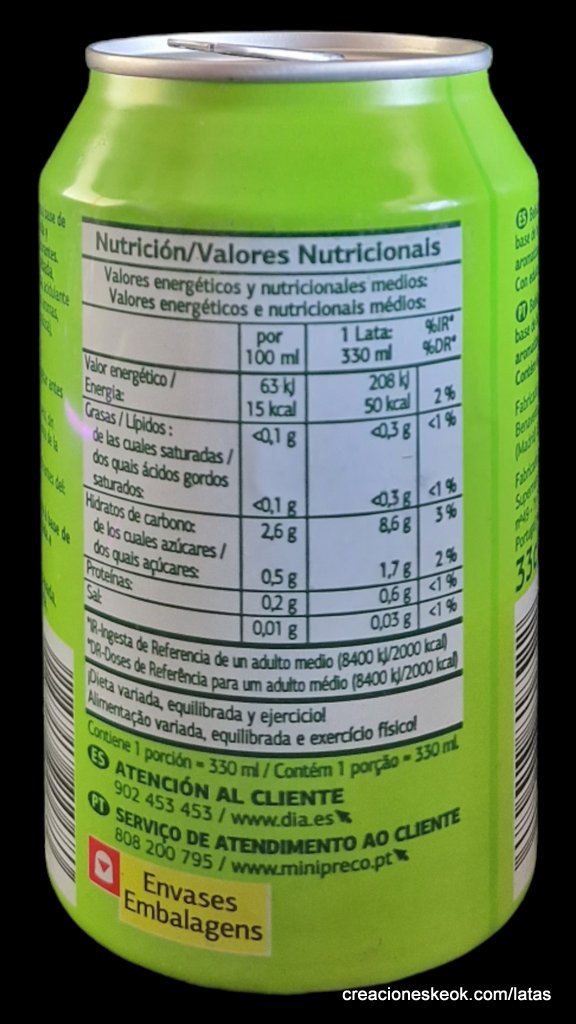 Nutrición/Valores Nutricionais
Valores energéticos y nutricionales medios:
Valores energéticos e nutricionais médios:
por 100 ml
1 Lata: 330 ml
%IR* %DR*
Valor energético / Energia: 63 kJ 15 kcal 208 kJ 50 kcal 2%
Grasas / Lípidos: <0,1 g <0,3 g <1%
de las cuales saturadas / dos quais ácidos gordos saturados: <0,1 g <0,3 g <1%
Hidratos de carbono: 2,6 g 8,6 g 3%
de los cuales azúcares / dos quais açúcares: 0,5 g 1,7 g 2%
Proteínas: 0,2 g 0,6 g <1%
Sal: 0,01 g 0,03 g <1%
*IR-Ingesta de Referencia de un adulto medio (8400 kJ/2000 kcal)
*DR-Doses de Referência para um adulto médio (8400 kJ/2000 kcal)
¡Dieta variada, equilibrada y ejercicio!
Alimentação variada, equilibrada e exercício físico!
Contiene 1 porción = 330 ml / Contém 1 porção = 330 ml
ES ATENCIÓN AL CLIENTE
902 453 453 / www.dia.es
PT SERVIÇO DE ATENDIMENTO AO CLIENTE
808 200 795 / www.minipreco.pt
Envases
Embalagens
ES
base de
PT
base de
33
creacioneskeok.com/latas